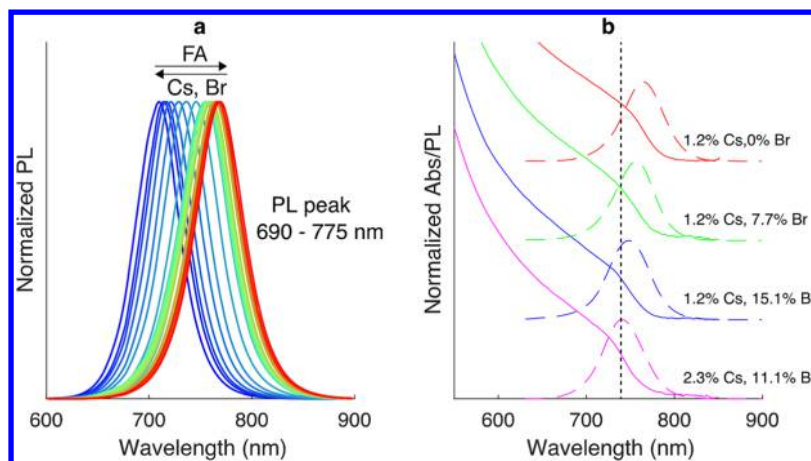 a
FA
Cs, Br
PL peak
690 - 775 nm
Normalized PL
600
700
800
900
Wavelength (nm)
b
1.2% Cs,0% Br
1.2% Cs, 7.7% Br
1.2% Cs, 15.1% B
2.3% Cs, 11.1% B
Normalized Abs/PL
600
700
800
900
Wavelength (nm)